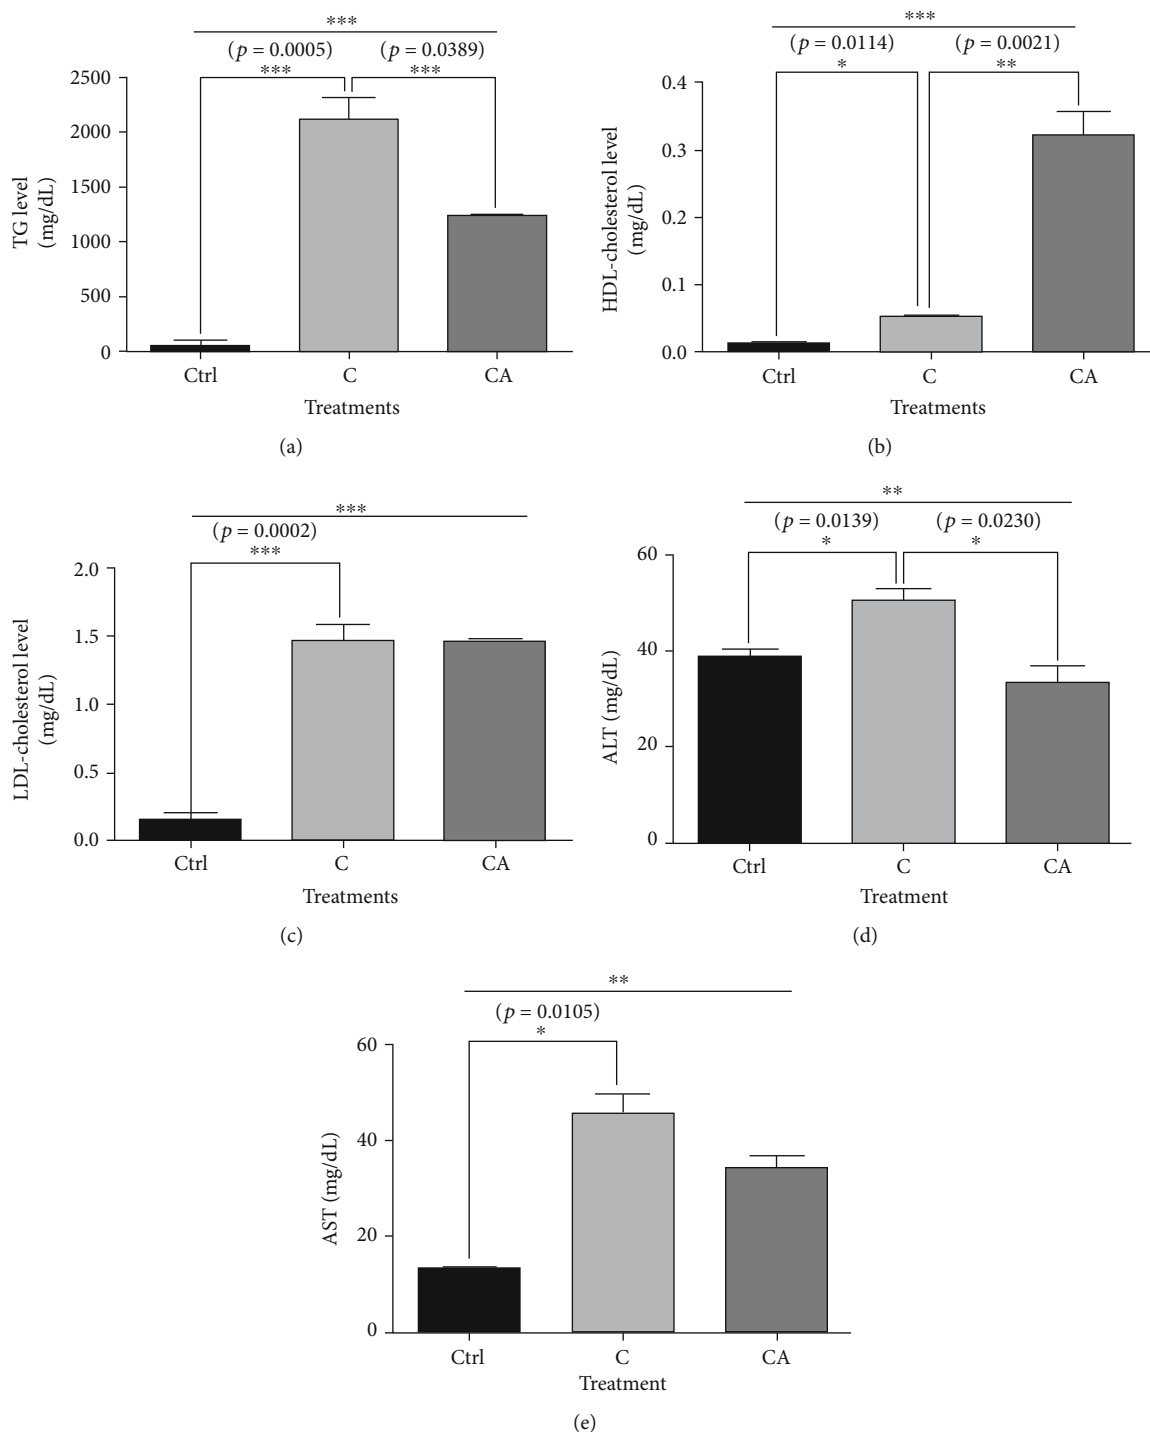 ***
(p = 0.0005) (p = 0.0389)
*** ***
2500
2000
1500
1000
500
0
TG level
(mg/dL)
Ctrl C CA
Treatments
(a)
***
(p = 0.0114) (p = 0.0021)
* **
0.4
0.3
0.2
0.1
0.0
HDL-cholesterol level
(mg/dL)
Ctrl C CA
Treatments
(b)
***
(p = 0.0002)
***
2.0
1.5
1.0
0.5
0.0
LDL-cholesterol level
(mg/dL)
Ctrl C CA
Treatments
(c)
**
(p = 0.0139) (p = 0.0230)
* *
60
40
20
0
ALT (mg/dL)
Ctrl C CA
Treatment
(d)
**
(p = 0.0105)
*
60
40
20
0
AST (mg/dL)
Ctrl C CA
Treatment
(e)